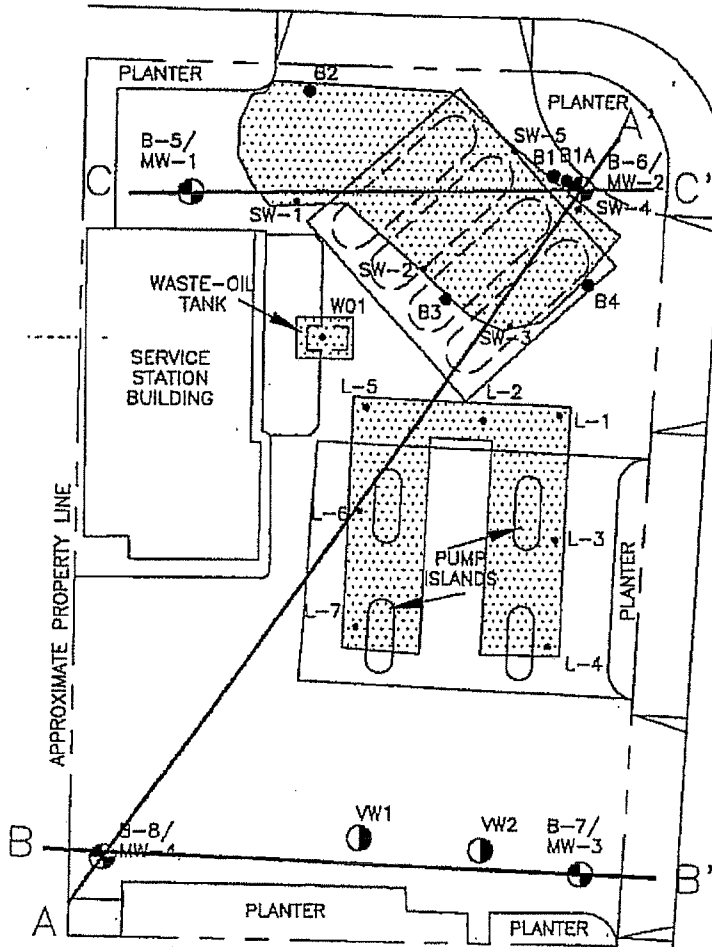 PLANTER
B2
PLANTER
A'
SW-5
B1
B1A
B-6/
MW-2
B-5/
MW-1
C
C'
SW-4
SW-1
SW-2
B3
B4
SW-3
WASTE-OIL
TANK
WO1
SERVICE
STATION
BUILDING
L-5
L-2
L-1
L-6
L-3
PUMP
ISLANDS
L-7
L-4
PLANTER
APPROXIMATE PROPERTY LINE
B
B-8/
MW-4
VW1
VW2
B-7/
MW-3
B'
A
PLANTER
PLANTER